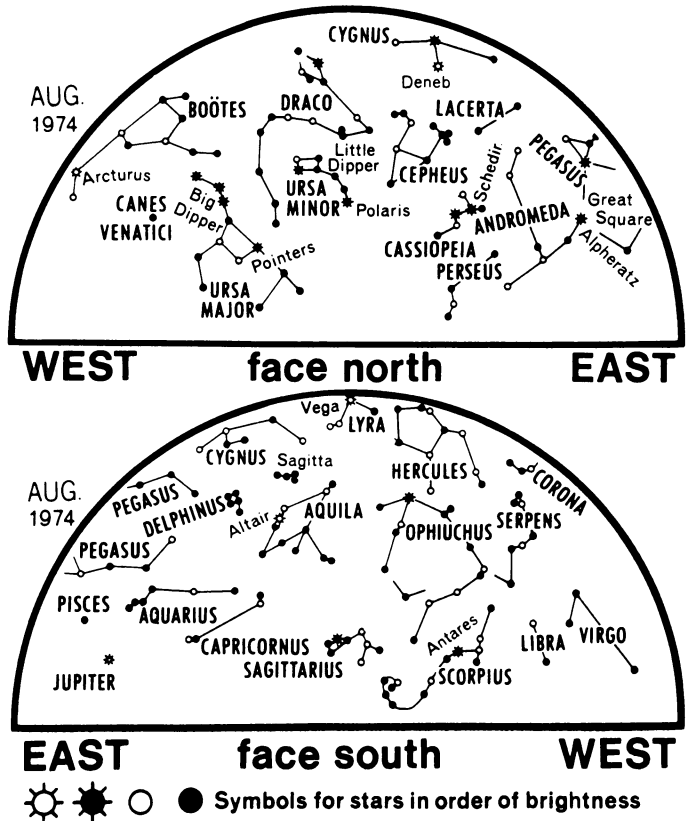 CYGNUS
Deneb
AUG.
1974
BOÖTES
DRACO
LACERTA
Little
Dipper
PEGASUS
Arcturus
Schedir
CEPHEUS
Big
Dipper
URSA
MINOR
Polaris
Great
Square
CANES
VENATICI
ANDROMEDA
Alpheratz
CASSIOPEIA
Pointers
PERSEUS
URSA
MAJOR
WEST face north EAST
Vega
LYRA
CYGNUS
Sagitta
HERCULES
CORONA
AUG.
1974
PEGASUS
DELPHINUS
Altair
AQUILA
OPHIUCHUS
SERPENS
PEGASUS
PISCES
AQUARIUS
CAPRICORNUS
SAGITTARIUS
Antares
LIBRA
VIRGO
JUPITER
SCORPIUS
EAST face south WEST
Symbols for stars in order of brightness